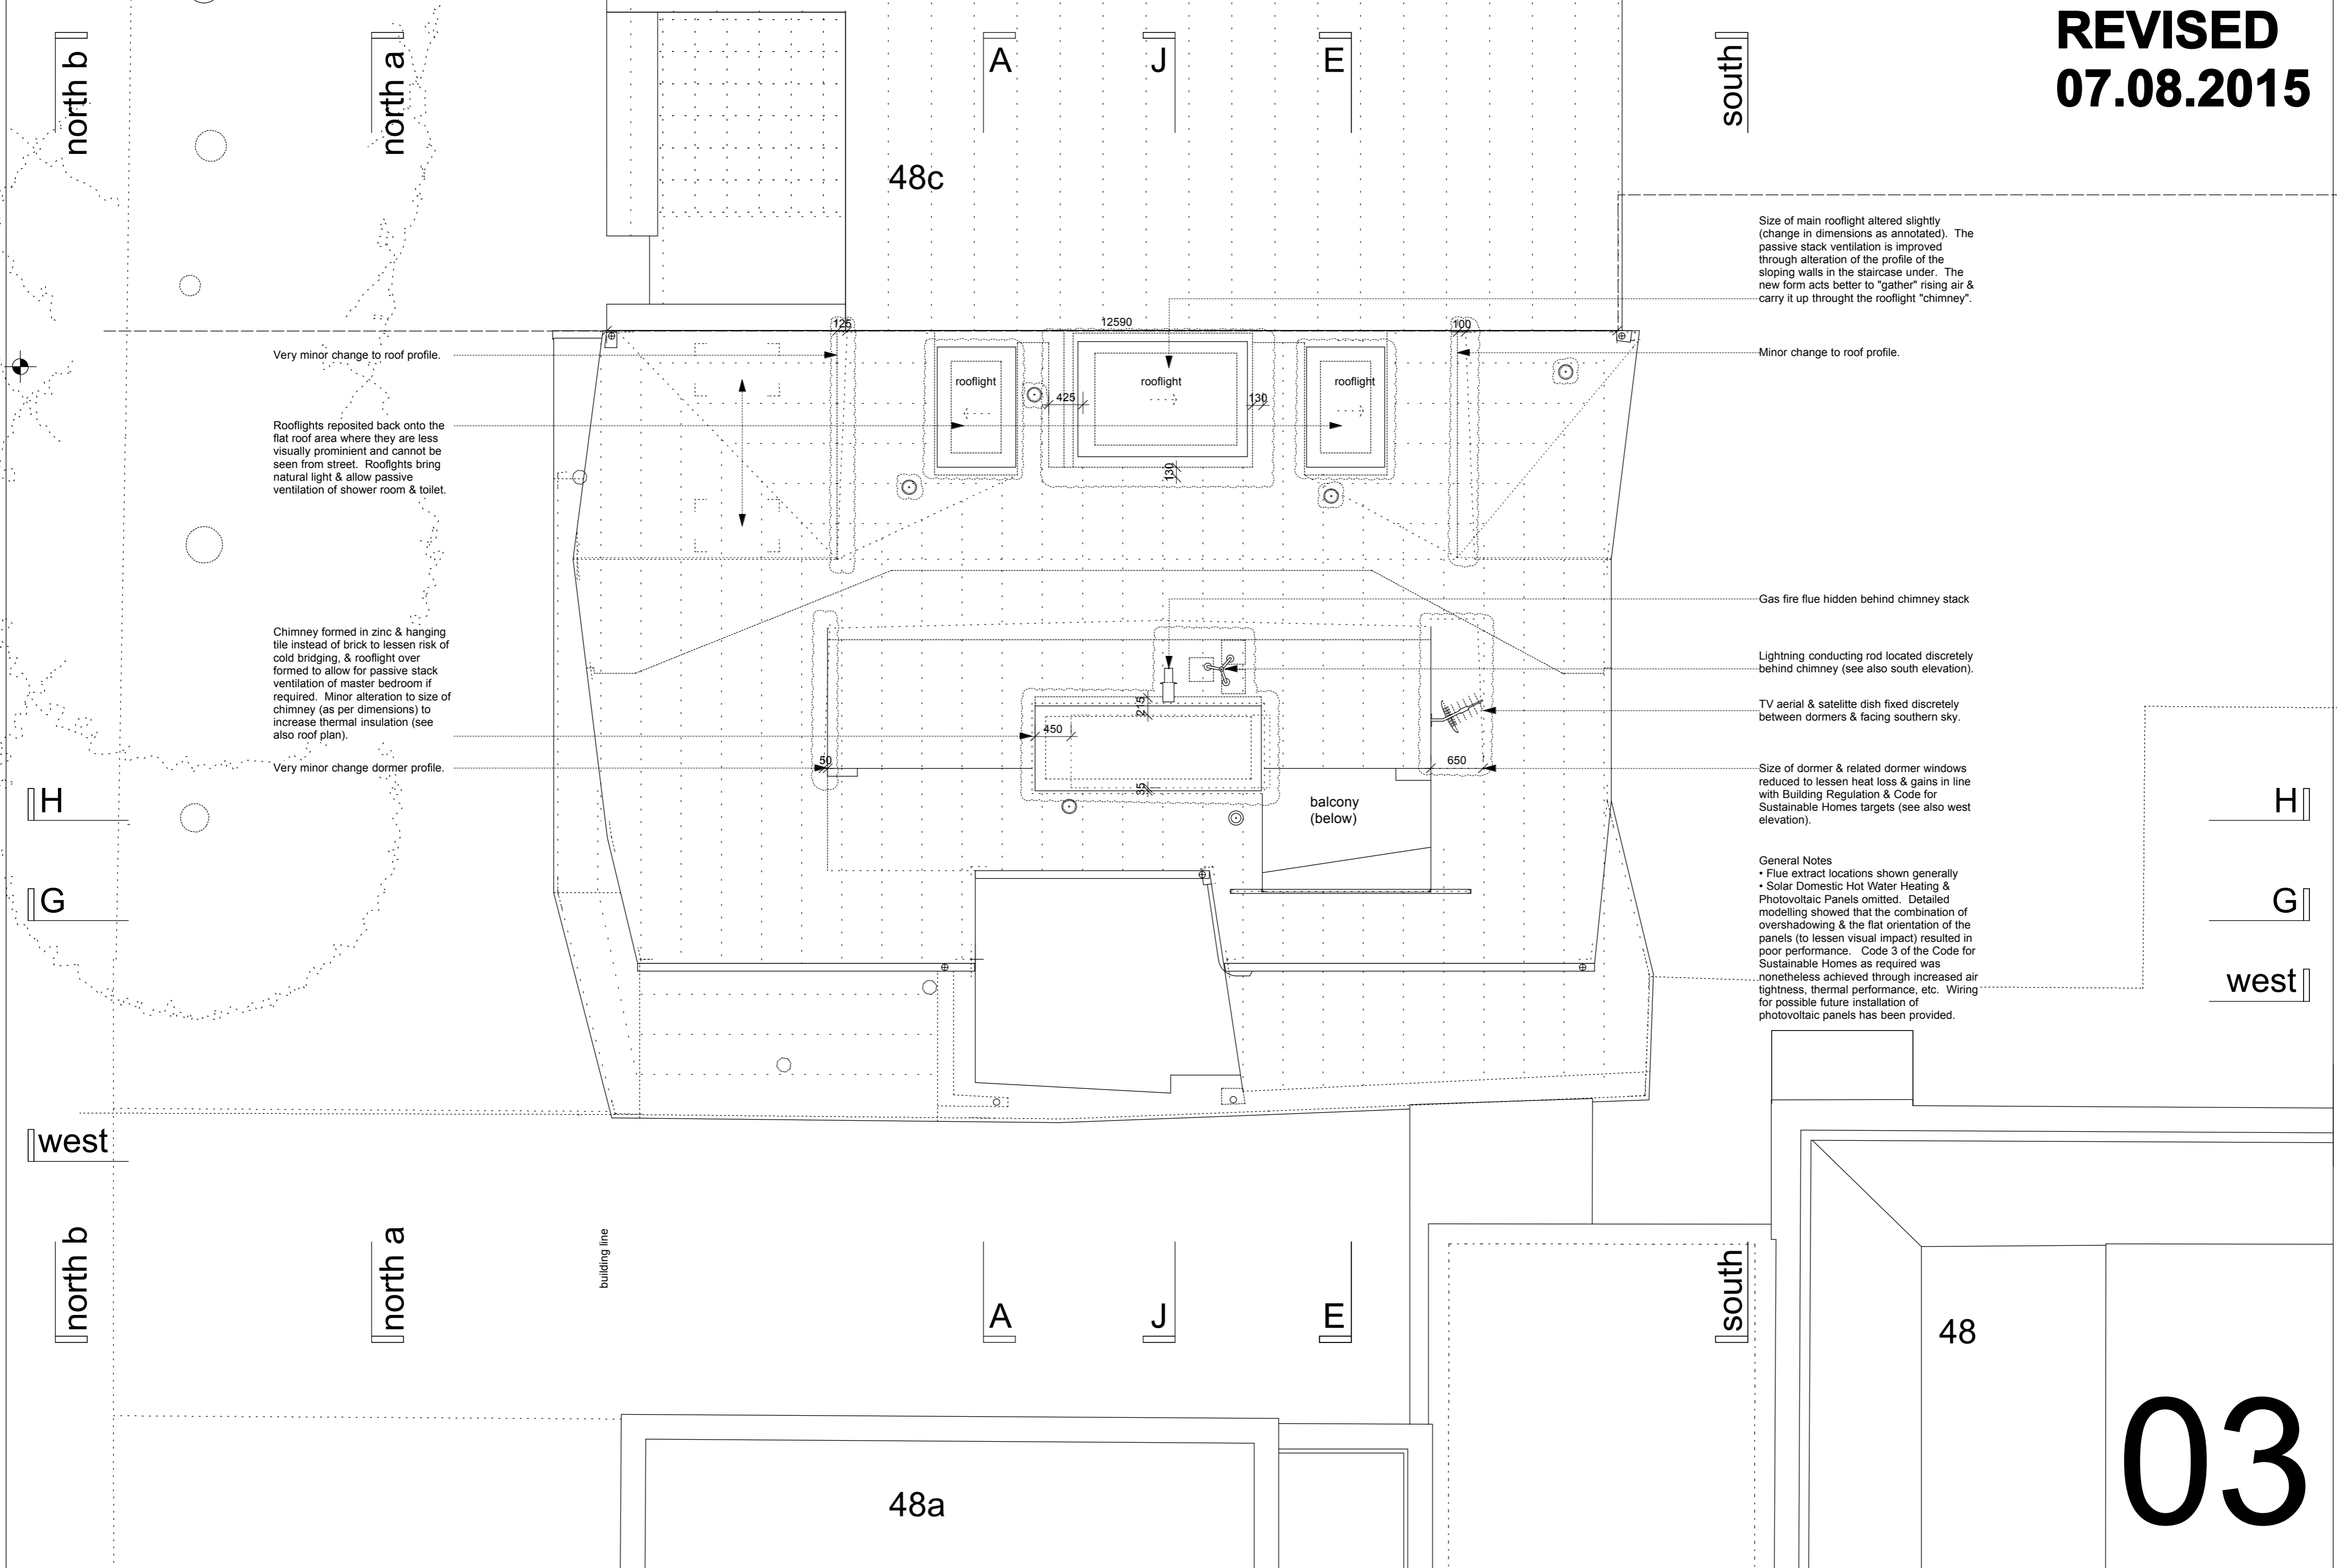 REVISED
07.08.2015
north b
north a
A
J
E
south
48c
Size of main rooflight altered slightly
(change in dimensions as annotated). The
passive stack ventilation is improved
through alteration of the profile of the
sloping walls in the staircase under. The
new form acts better to "gather" rising air &
carry it up throught the rooflight "chimney".
125
12590
100
Very minor change to roof profile.
Minor change to roof profile.
rooflight
rooflight
rooflight
425
130
130
Rooflights reposited back onto the
flat roof area where they are less
visually prominient and cannot be
seen from street. Rooflghts bring
natural light & allow passive
ventilation of shower room & toilet.
Gas fire flue hidden behind chimney stack
Chimney formed in zinc & hanging
tile instead of brick to lessen risk of
cold bridging, & rooflight over
formed to allow for passive stack
ventilation of master bedroom if
required. Minor alteration to size of
chimney (as per dimensions) to
increase thermal insulation (see
also roof plan).
Lightning conducting rod located discretely
behind chimney (see also south elevation).
TV aerial & satelitte dish fixed discretely
between dormers & facing southern sky.
215
450
50
35
650
Very minor change dormer profile.
Size of dormer & related dormer windows
reduced to lessen heat loss & gains in line
with Building Regulation & Code for
Sustainable Homes targets (see also west
elevation).
balcony
(below)
H
H
G
G
General Notes
• Flue extract locations shown generally
• Solar Domestic Hot Water Heating &
Photovoltaic Panels omitted. Detailed
modelling showed that the combination of
overshadowing & the flat orientation of the
panels (to lessen visual impact) resulted in
poor performance. Code 3 of the Code for
Sustainable Homes as required was
nonetheless achieved through increased air
tightness, thermal performance, etc. Wiring
for possible future installation of
photovoltaic panels has been provided.
west
west
north b
north a
building line
A
J
E
south
48
48a
03